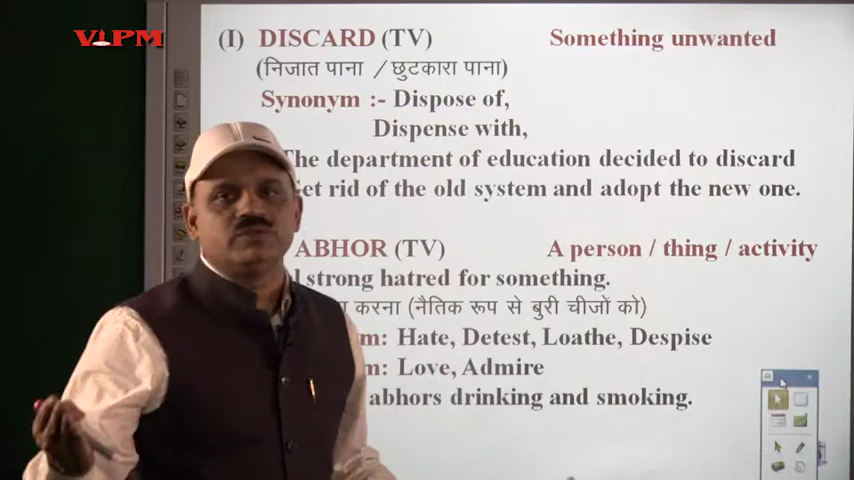 VIPM
(I) DISCARD (TV) Something unwanted
(निजात पाना / छुटकारा पाना)
Synonym :- Dispose of,
Dispense with,
The department of education decided to discard
Get rid of the old system and adopt the new one.
ABHOR (TV) A person / thing / activity
strong hatred for something.
करना (नैतिक रूप से बुरी चीजों को)
Hate, Detest, Loathe, Despise
Love, Admire
abhors drinking and smoking.